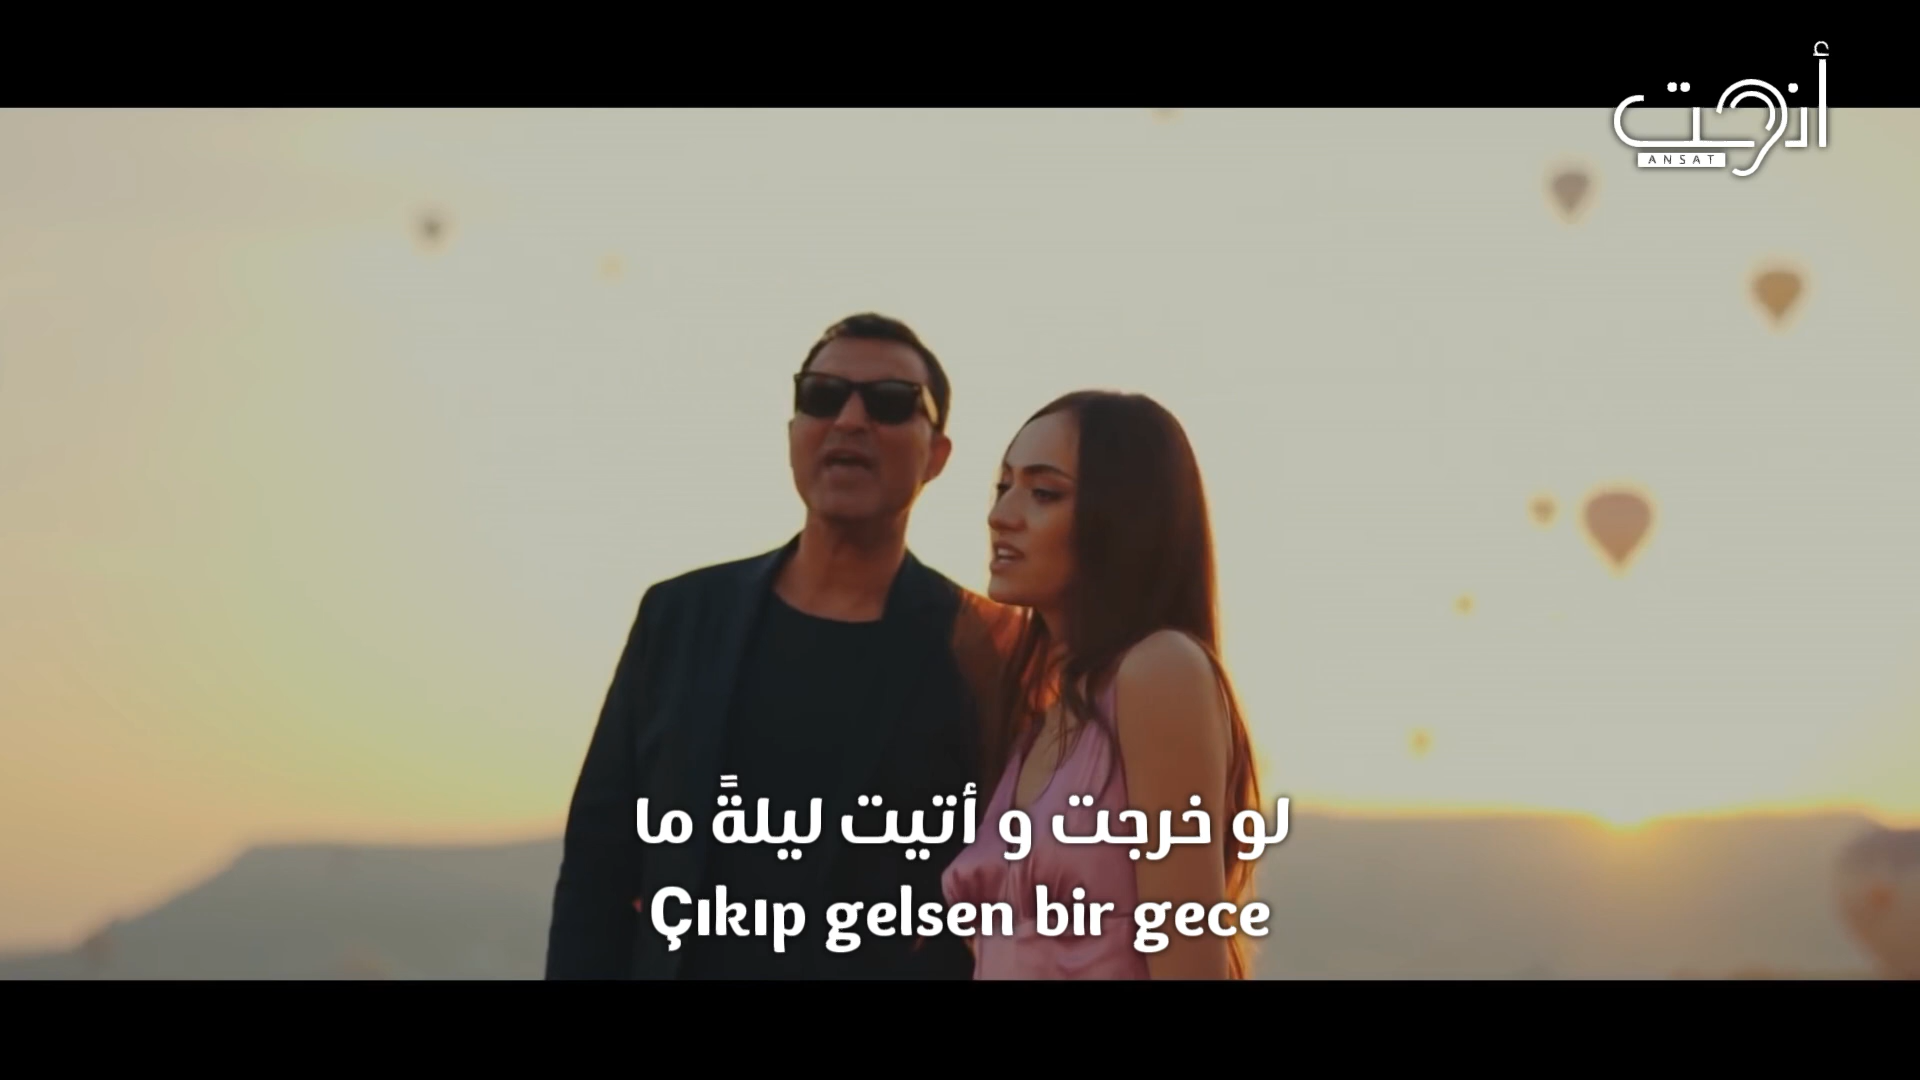 أنصت
ANSAT
لو خرجت و أتيت ليلةً ما
Çıkıp gelsen bir gece